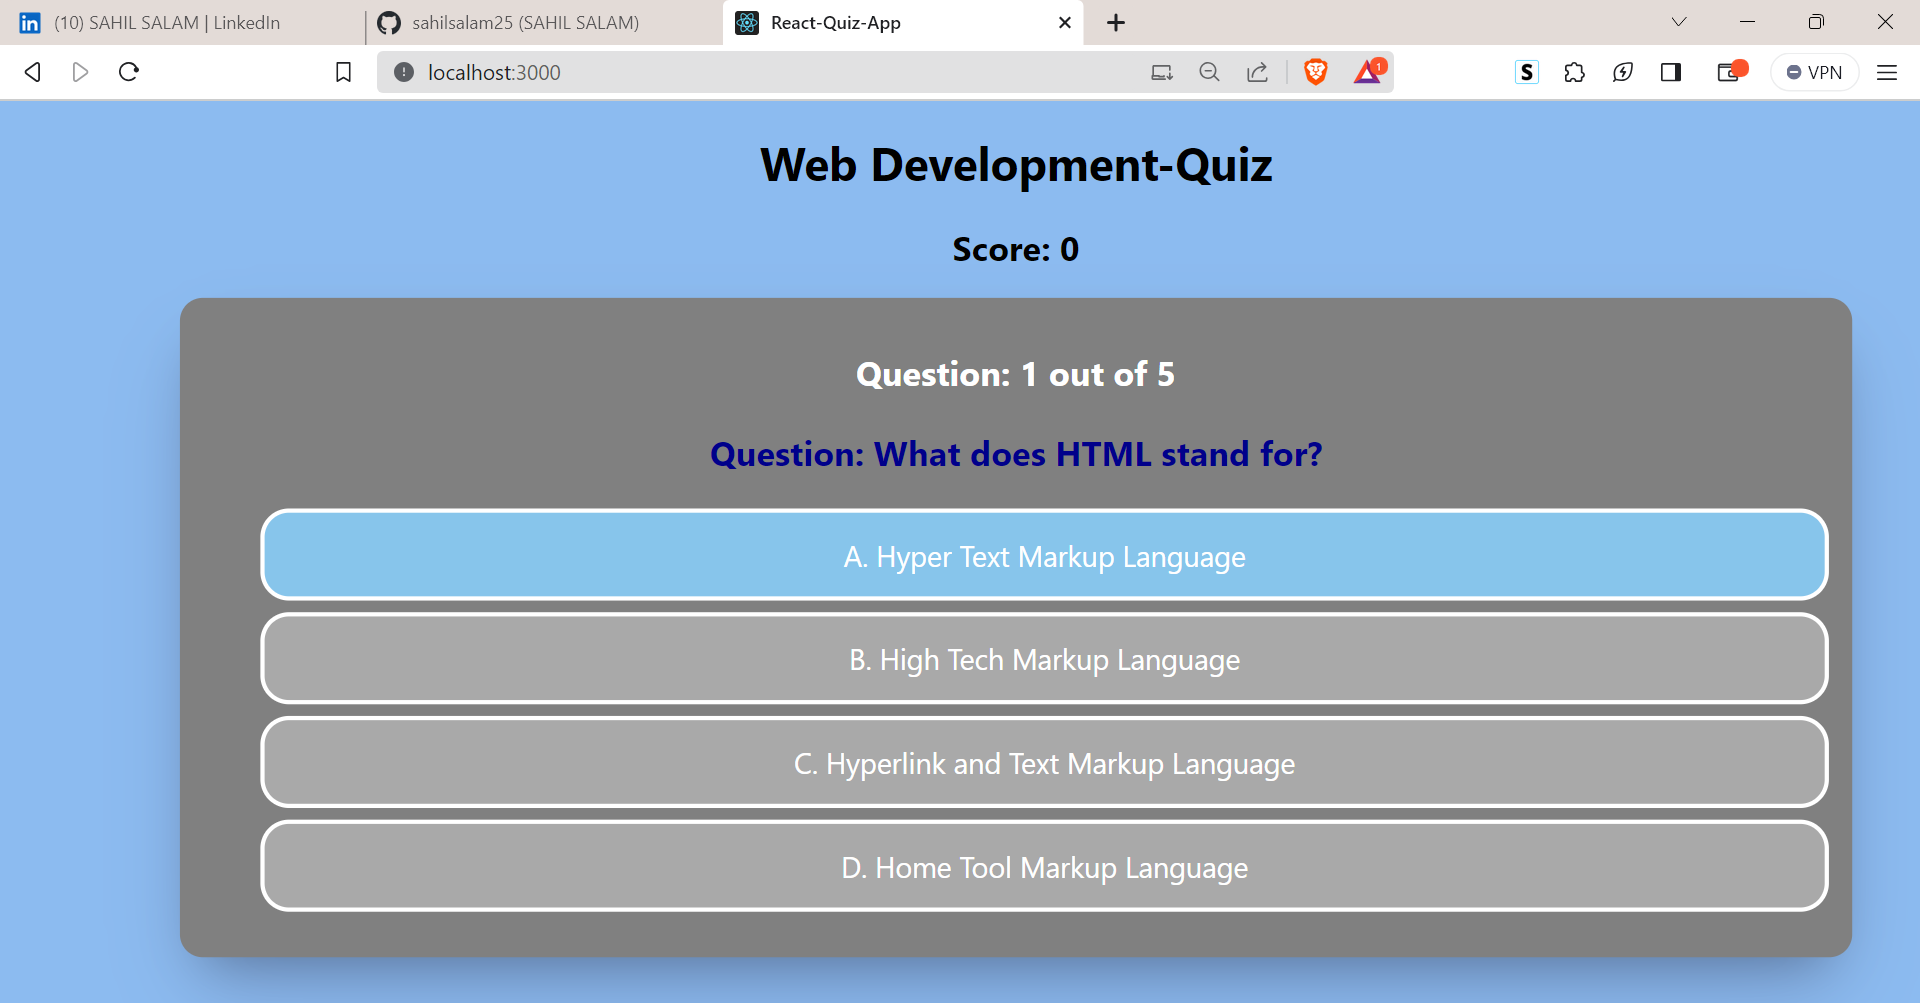 in (10) SAHIL SALAM | LinkedIn
sahilsalam25 (SAHIL SALAM)
React-Quiz-App
localhost:3000
1
S
VPN
Web Development-Quiz
Score: 0
Question: 1 out of 5
Question: What does HTML stand for?
A. Hyper Text Markup Language
B. High Tech Markup Language
C. Hyperlink and Text Markup Language
D. Home Tool Markup Language